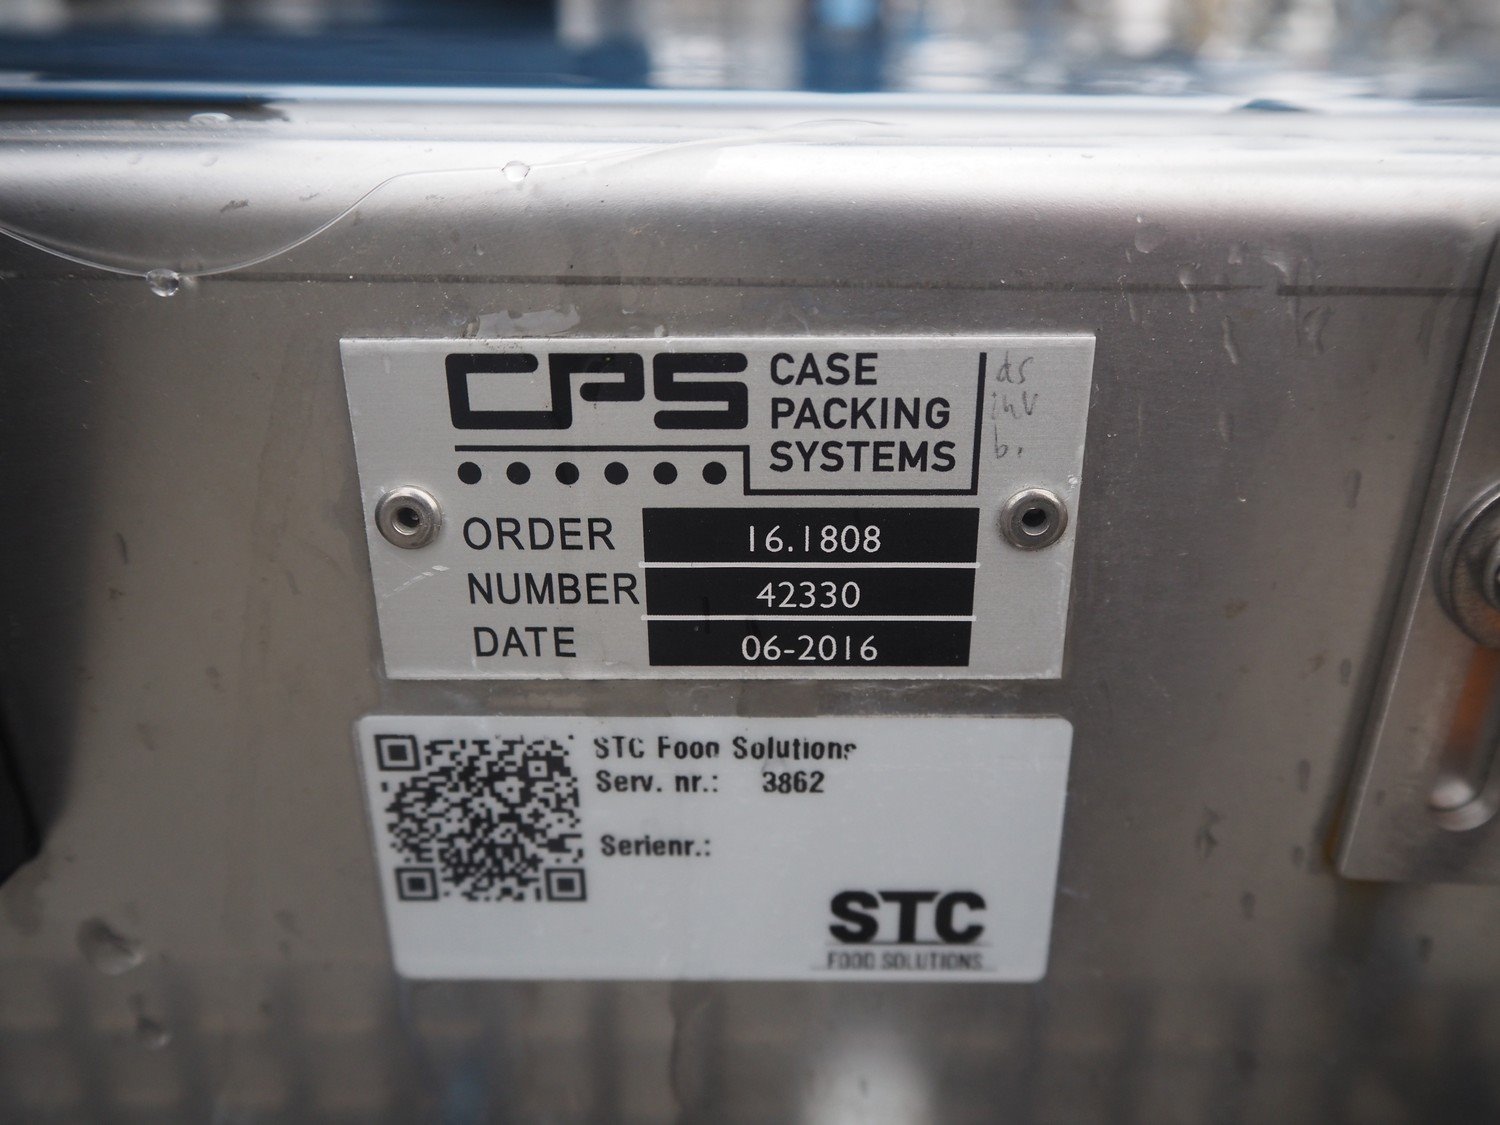 CPS CASE
PACKING
SYSTEMS
ORDER 16.1808
NUMBER 42330
DATE 06-2016
STC Food Solutions
Serv. nr.: 3862
Serienr.:
STC
FOOD SOLUTIONS